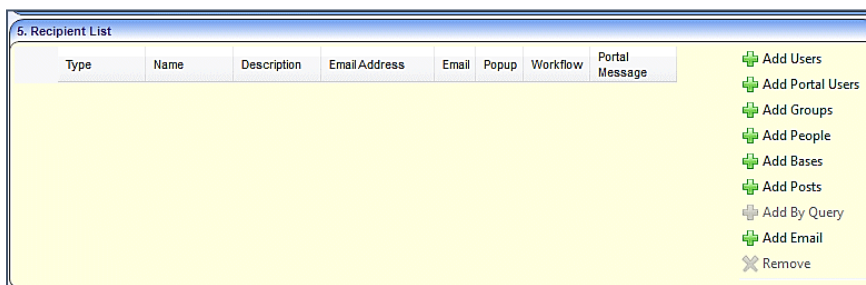 5. Recipient List
Type Name Description Email Address Email Popup Workflow Portal Message
Add Users
Add Portal Users
Add Groups
Add People
Add Bases
Add Posts
Add By Query
Add Email
Remove